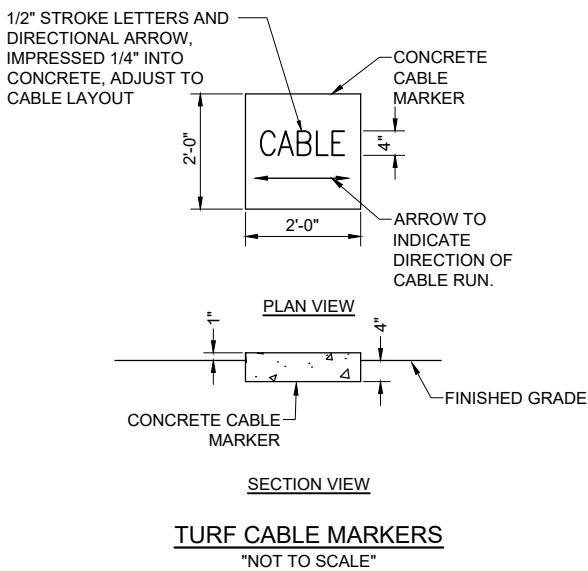 1/2" STROKE LETTERS AND
DIRECTIONAL ARROW,
IMPRESSED 1/4" INTO
CONCRETE, ADJUST TO
CABLE LAYOUT
CONCRETE
CABLE
MARKER
2'-0"
CABLE
4"
2'-0"
ARROW TO
INDICATE
DIRECTION OF
CABLE RUN.
PLAN VIEW
1"
4"
FINISHED GRADE
CONCRETE CABLE
MARKER
SECTION VIEW
TURF CABLE MARKERS
"NOT TO SCALE"